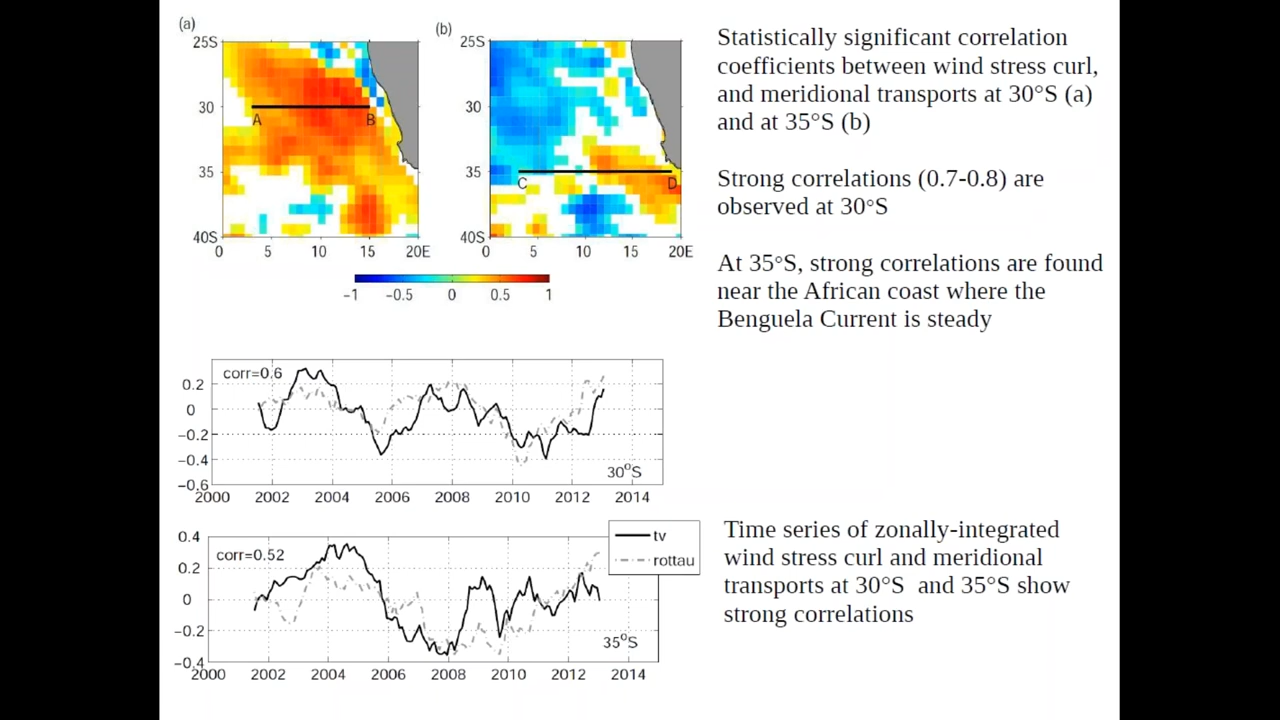 (a)
(b)
25S
30
35
40S
0 5 10 15 20E
A B
25S
30
35
40S
0 5 10 15 20E
C D
−1 −0.5 0 0.5 1
Statistically significant correlation
coefficients between wind stress curl,
and meridional transports at 30°S (a)
and at 35°S (b)
Strong correlations (0.7-0.8) are
observed at 30°S
At 35°S, strong correlations are found
near the African coast where the
Benguela Current is steady
corr=0.6
0.2
0
−0.2
−0.4
−0.6
30°S
2000 2002 2004 2006 2008 2010 2012 2014
corr=0.52
0.4
0.2
0
−0.2
−0.4
tv
rottau
35°S
2000 2002 2004 2006 2008 2010 2012 2014
Time series of zonally-integrated
wind stress curl and meridional
transports at 30°S and 35°S show
strong correlations